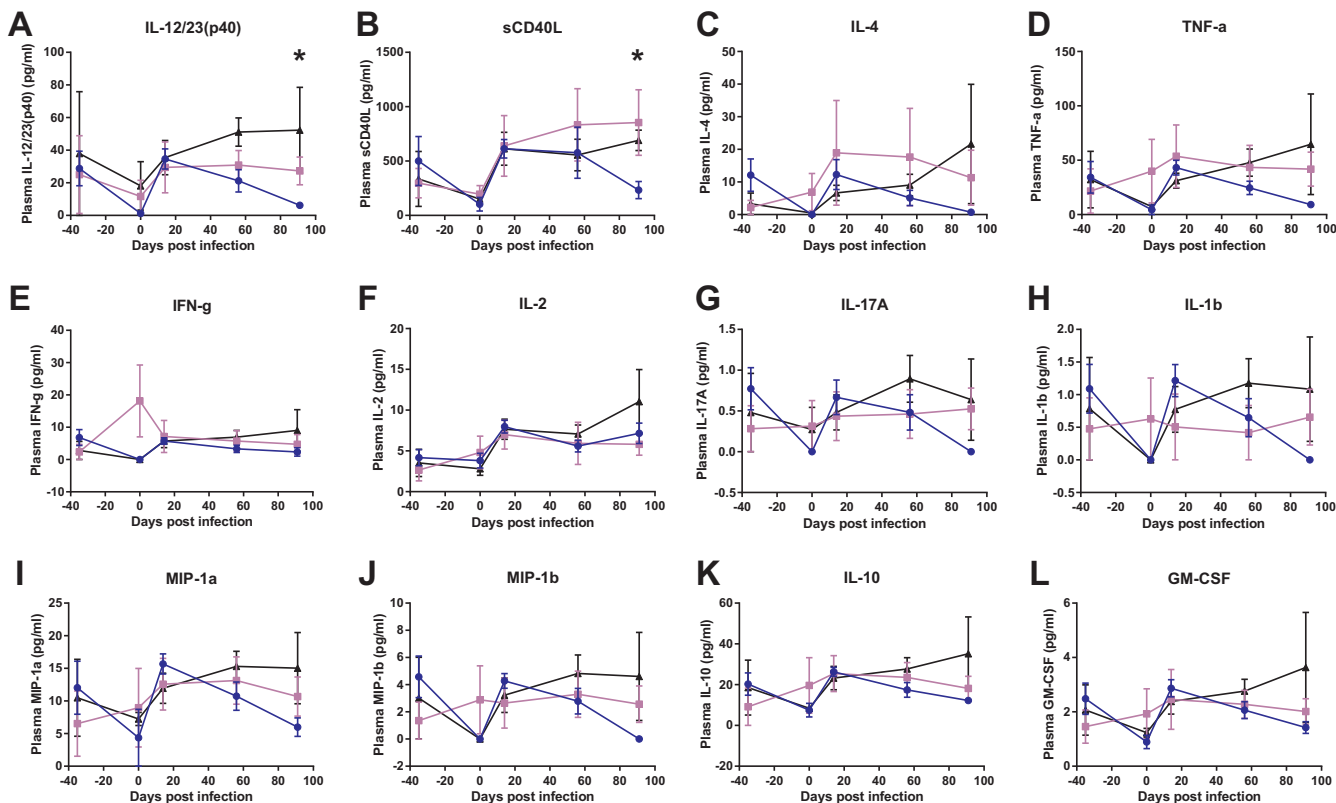 A
IL-12/23(p40)
*
Plasma IL-12/23(p40) (pg/ml)
100
80
60
40
20
0
-40 -20 0 20 40 60 80 100
Days post infection
B
sCD40L
*
Plasma sCD40L (pg/ml)
1500
1000
500
0
-40 -20 0 20 40 60 80 100
Days post infection
C
IL-4
Plasma IL-4 (pg/ml)
50
40
30
20
10
0
-40 -20 0 20 40 60 80 100
Days post infection
D
TNF-a
Plasma TNF-a (pg/ml)
150
100
50
0
-40 -20 0 20 40 60 80 100
Days post infection
E
IFN-g
Plasma IFN-g (pg/ml)
40
30
20
10
0
-10
-40 -20 0 20 40 60 80 100
Days post infection
F
IL-2
Plasma IL-2 (pg/ml)
20
15
10
5
0
-40 -20 0 20 40 60 80 100
Days post infection
G
IL-17A
Plasma IL-17A (pg/ml)
1.5
1.0
0.5
0.0
-0.5
-40 -20 0 20 40 60 80 100
Days post infection
H
IL-1b
Plasma IL-1b (pg/ml)
2.0
1.5
1.0
0.5
0.0
-0.5
-40 -20 0 20 40 60 80 100
Days post infection
I
MIP-1a
Plasma MIP-1a (pg/ml)
25
20
15
10
5
0
-40 -20 0 20 40 60 80 100
Days post infection
J
MIP-1b
Plasma MIP-1b (pg/ml)
10
8
6
4
2
0
-2
-40 -20 0 20 40 60 80 100
Days post infection
K
IL-10
Plasma IL-10 (pg/ml)
60
40
20
0
-20
-40 -20 0 20 40 60 80 100
Days post infection
L
GM-CSF
Plasma GM-CSF (pg/ml)
6
4
2
0
-40 -20 0 20 40 60 80 100
Days post infection